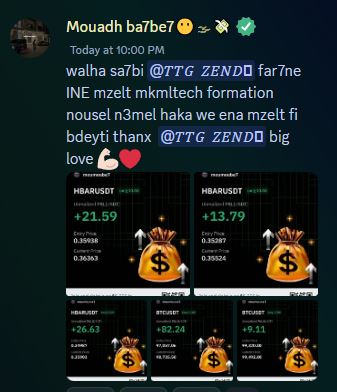 Mouadh ba7be7
Today at 10:00 PM
walha sa7bi @TTG ZEND far7ne
INE mzelt mkmltech formation
nousel n3mel haka we ena mzelt fi
bdeyti thanx @TTG ZEND big
love
HBARUSDT
+21.59
Entry Price
0.35938
Current Price
0.36363
HBARUSDT
+13.79
Entry Price
0.35287
Current Price
0.35524
HBARUSDT
+26.63
BTCUSDT
+82.24
BTCUSDT
+9.11